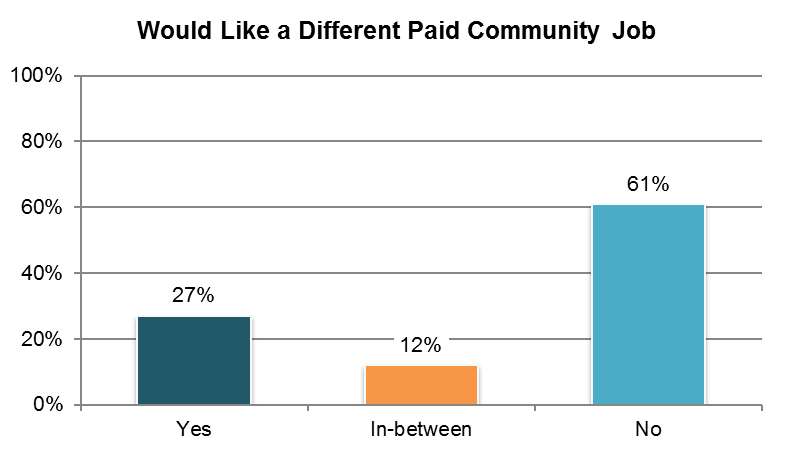 Would Like a Different Paid Community Job
100%
80%
60%
40%
20%
0%
27%
12%
61%
Yes
In-between
No